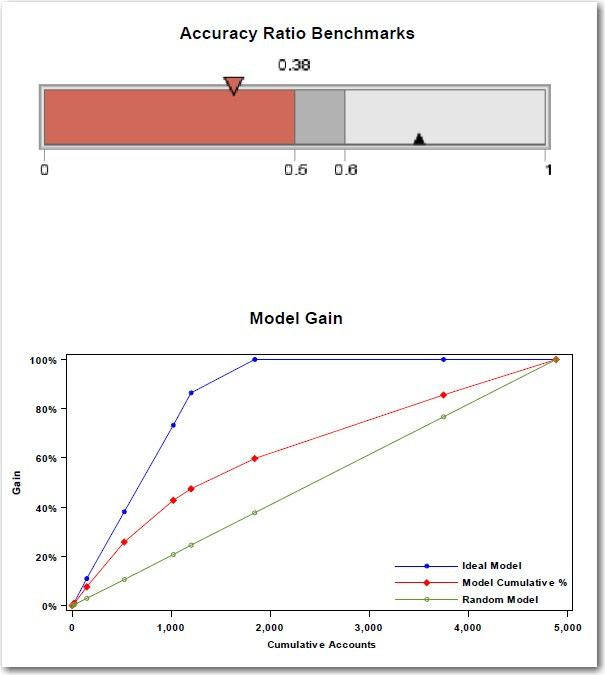 Accuracy Ratio Benchmarks
0.38
0 0.5 0.6 1
Model Gain
100%
80%
60%
40%
20%
0%
Gain
Ideal Model
Model Cumulative %
Random Model
0 1,000 2,000 3,000 4,000 5,000
Cumulative Accounts